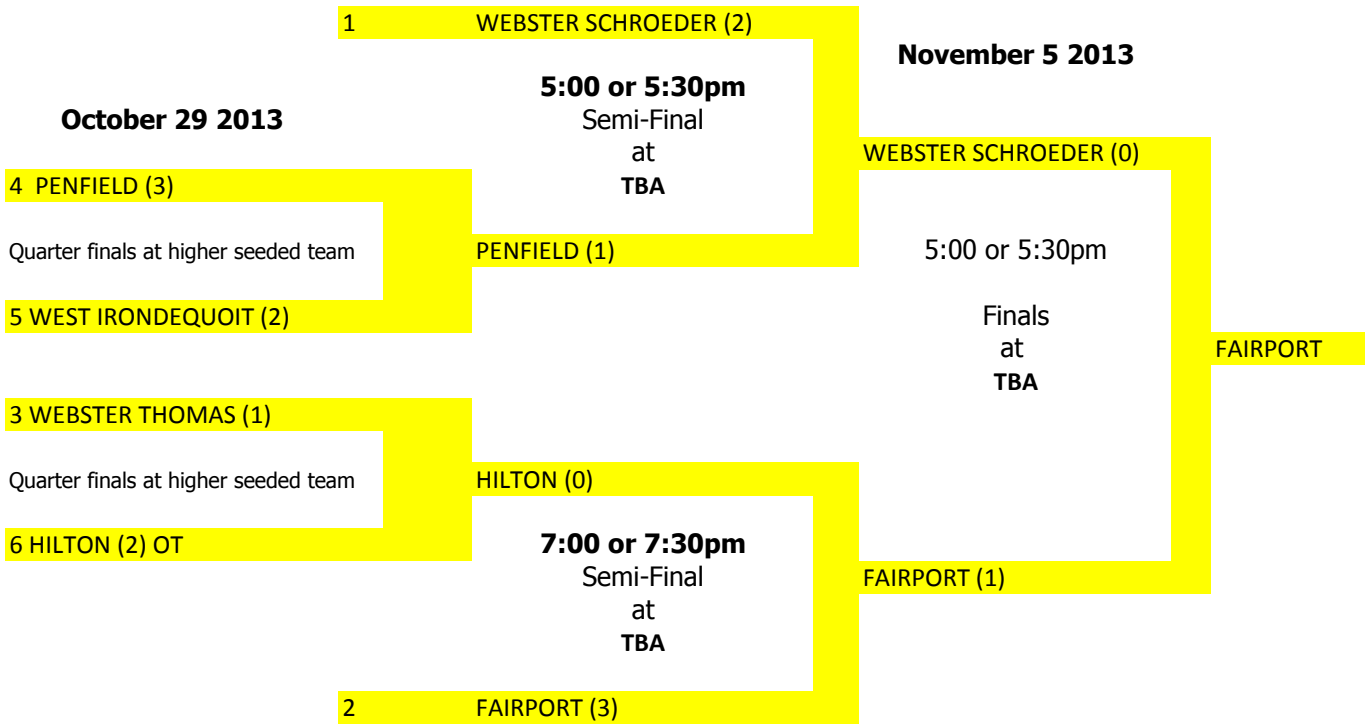 1 WEBSTER SCHROEDER (2)
November 5 2013
5:00 or 5:30pm
October 29 2013
Semi-Final
at
WEBSTER SCHROEDER (0)
4 PENFIELD (3)
TBA
Quarter finals at higher seeded team
PENFIELD (1)
5:00 or 5:30pm
5 WEST IRONDEQUOIT (2)
Finals
at
FAIRPORT
TBA
3 WEBSTER THOMAS (1)
Quarter finals at higher seeded team
HILTON (0)
6 HILTON (2) OT
7:00 or 7:30pm
Semi-Final
FAIRPORT (1)
at
TBA
2 FAIRPORT (3)